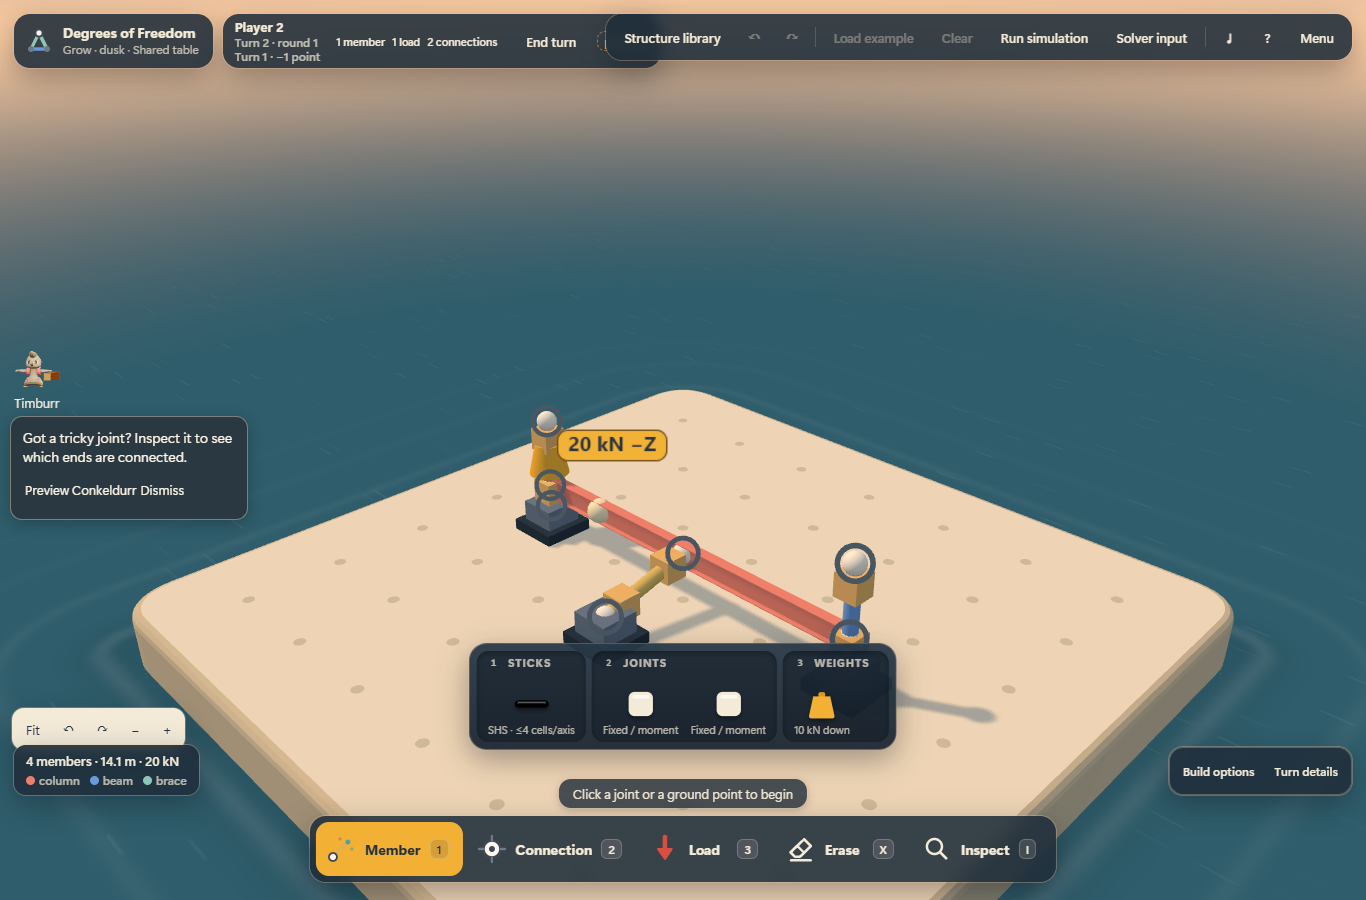 Degrees of Freedom
Grow · dusk · Shared table
Player 2
Turn 2 · round 1
Turn 1 · −1 point
1 member 1 load 2 connections
End turn
Structure library
Load example
Clear
Run simulation
Solver input
?
Menu
Timburr
Got a tricky joint? Inspect it to see
which ends are connected.
Preview Conkeldurr Dismiss
20 kN −Z
1 STICKS
SHS · ≤4 cells/axis
2 JOINTS
Fixed / moment
Fixed / moment
3 WEIGHTS
10 kN down
Fit
−
+
4 members · 14.1 m · 20 kN
column beam brace
Build options
Turn details
Click a joint or a ground point to begin
Member 1
Connection 2
Load 3
Erase X
Inspect I